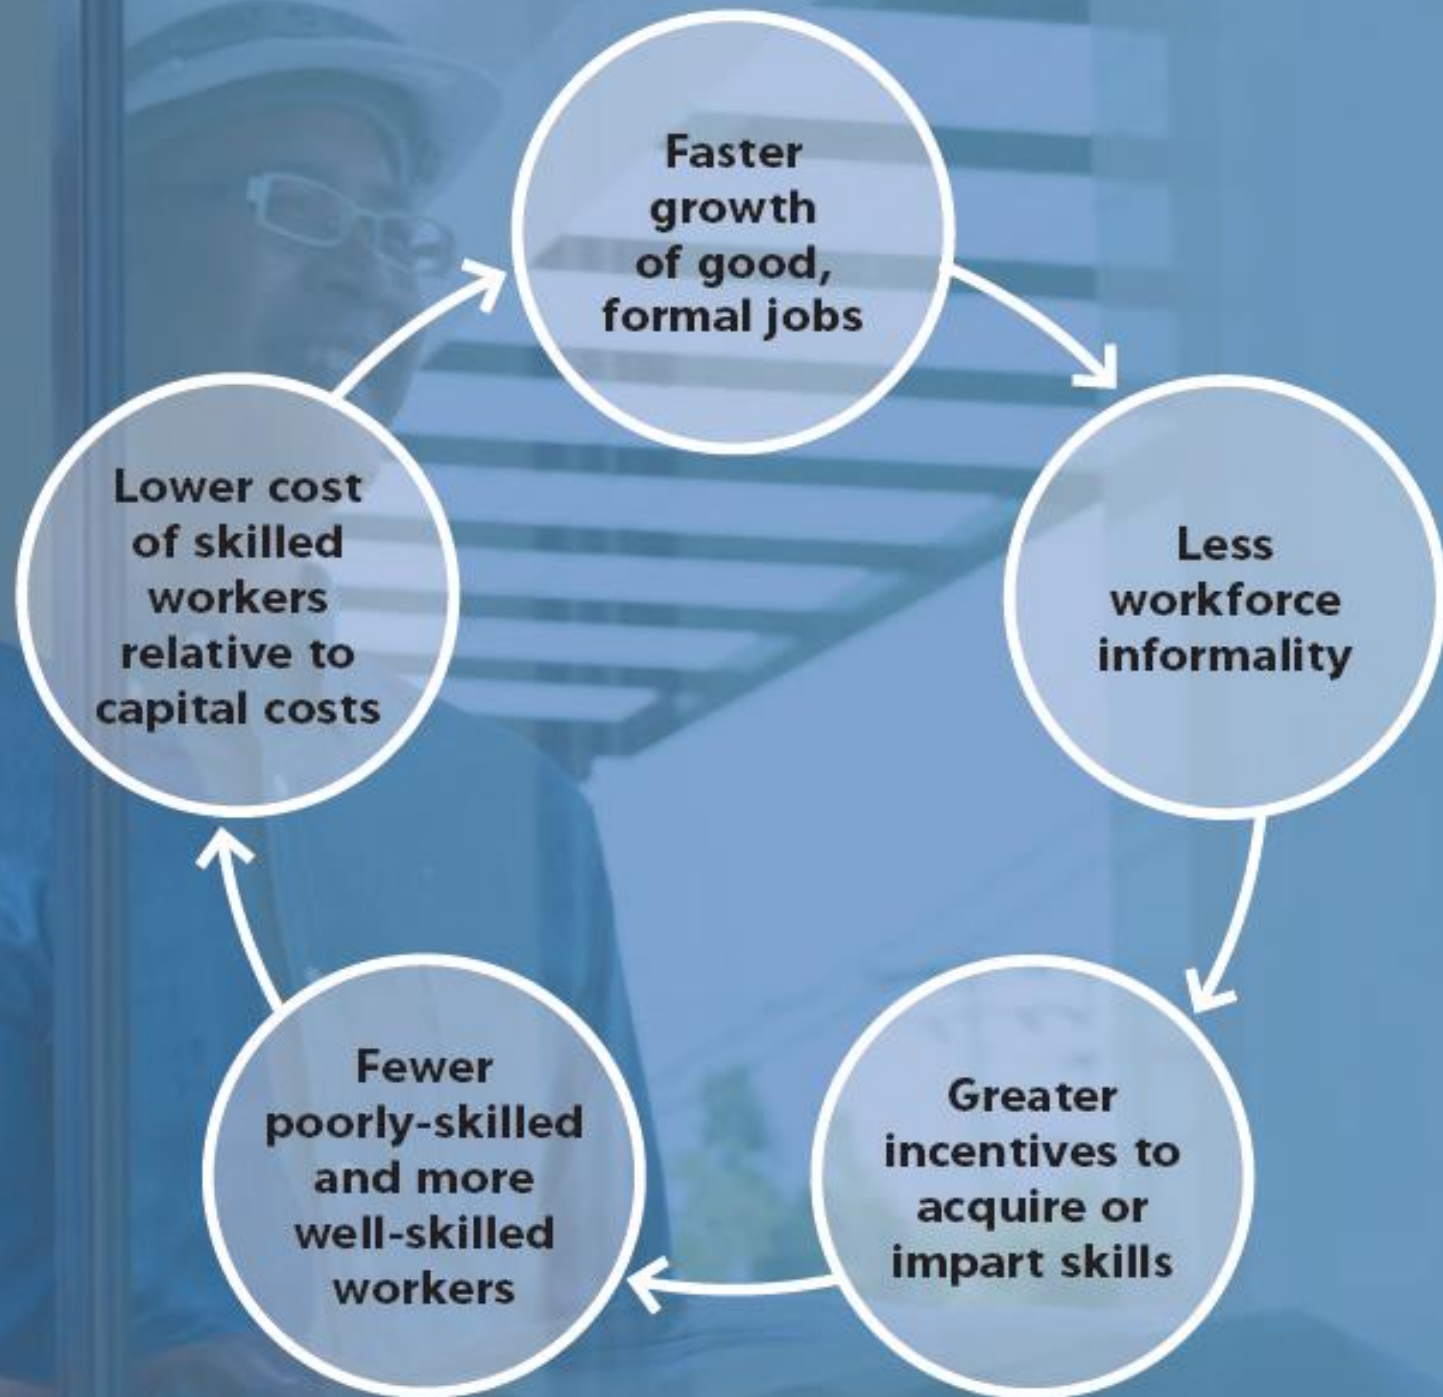 Faster
growth
of good,
formal jobs
Less
workforce
informality
Greater
incentives to
acquire or
impart skills
Fewer
poorly-skilled
and more
well-skilled
workers
Lower cost
of skilled
workers
relative to
capital costs